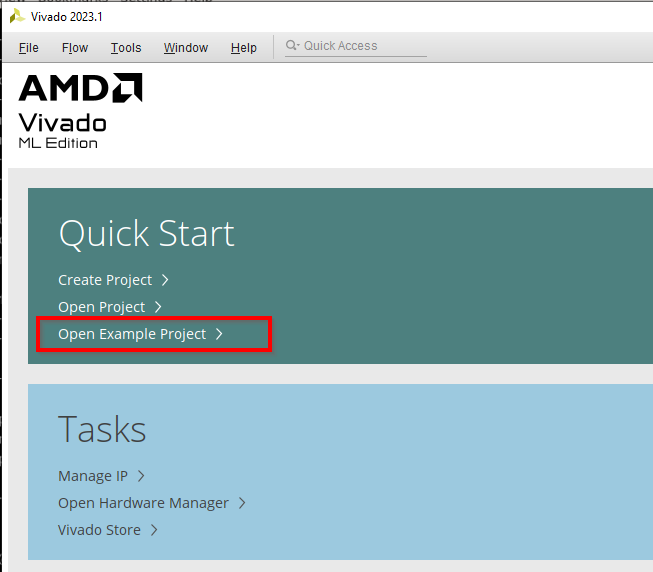 Vivado 2023.1
File Flow Tools Window Help Quick Access
AMD
Vivado
ML Edition
Quick Start
Create Project
Open Project
Open Example Project
Tasks
Manage IP
Open Hardware Manager
Vivado Store